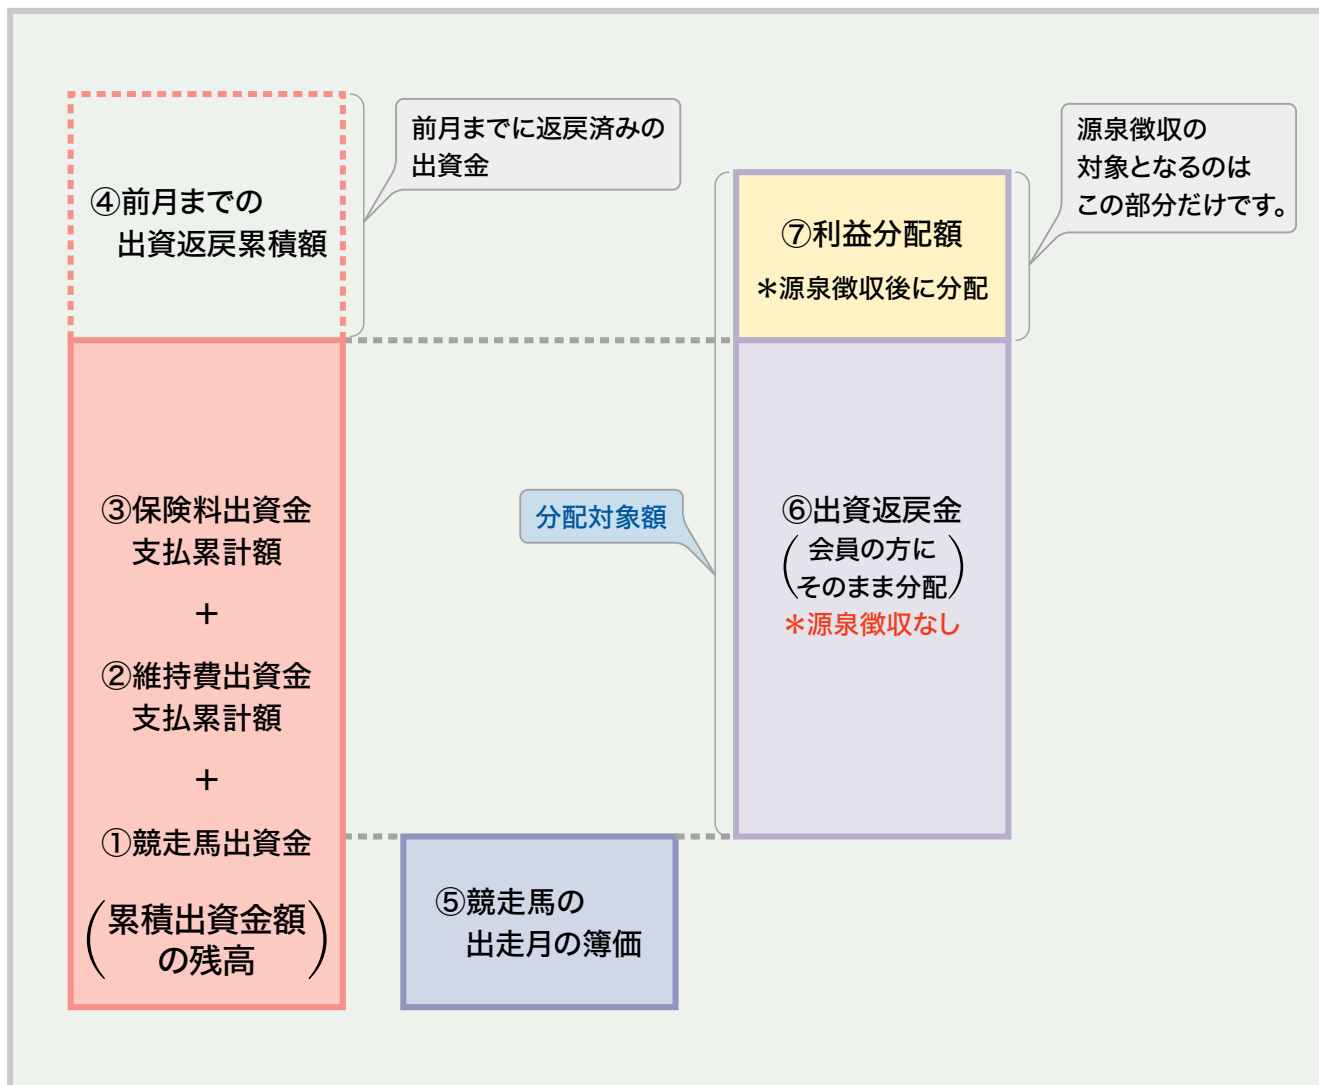 ④前月までの
出資返戻累積額
前月までに返戻済みの
出資金
③保険料出資金
支払累計額
＋
②維持費出資金
支払累計額
＋
①競走馬出資金
累積出資金額
の残高
⑤競走馬の
出走月の簿価
分配対象額
⑦利益分配額
＊源泉徴収後に分配
⑥出資返戻金
(会員の方に
そのまま分配)
＊源泉徴収なし
源泉徴収の
対象となるのは
この部分だけです。